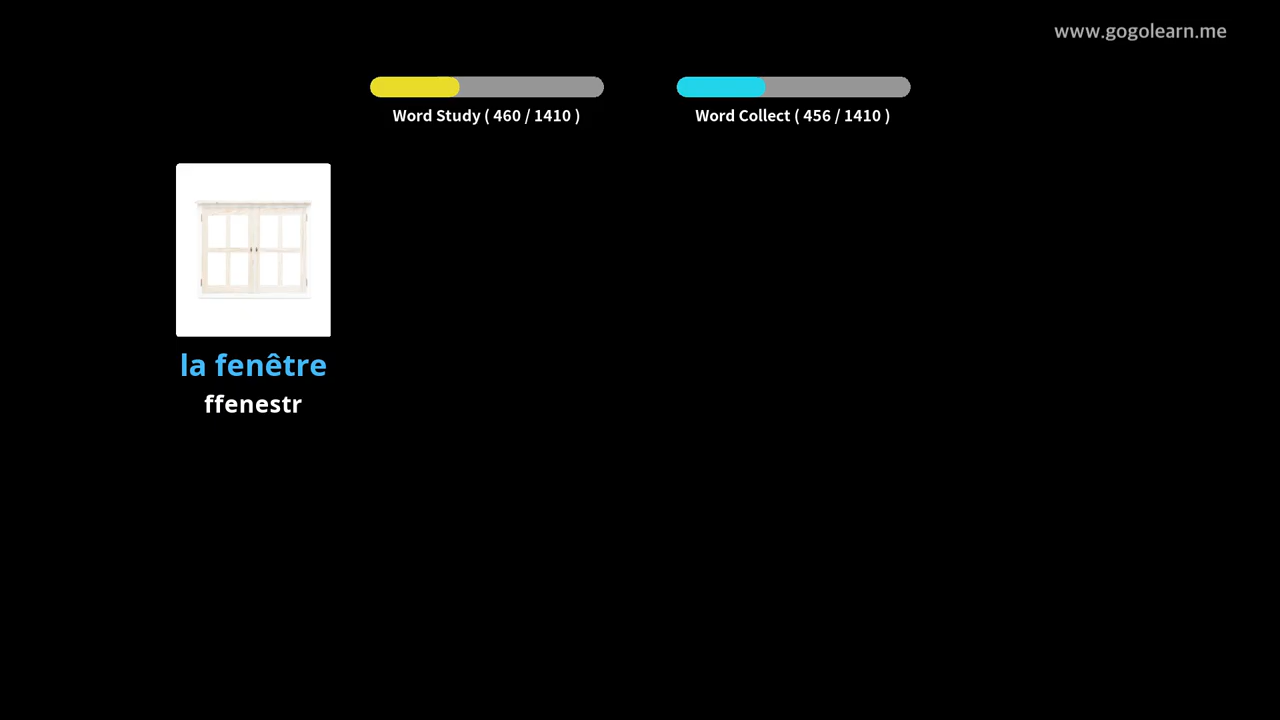 www.gogolearn.me
Word Study ( 460 / 1410 )
Word Collect ( 456 / 1410 )
la fenêtre
ffenestr